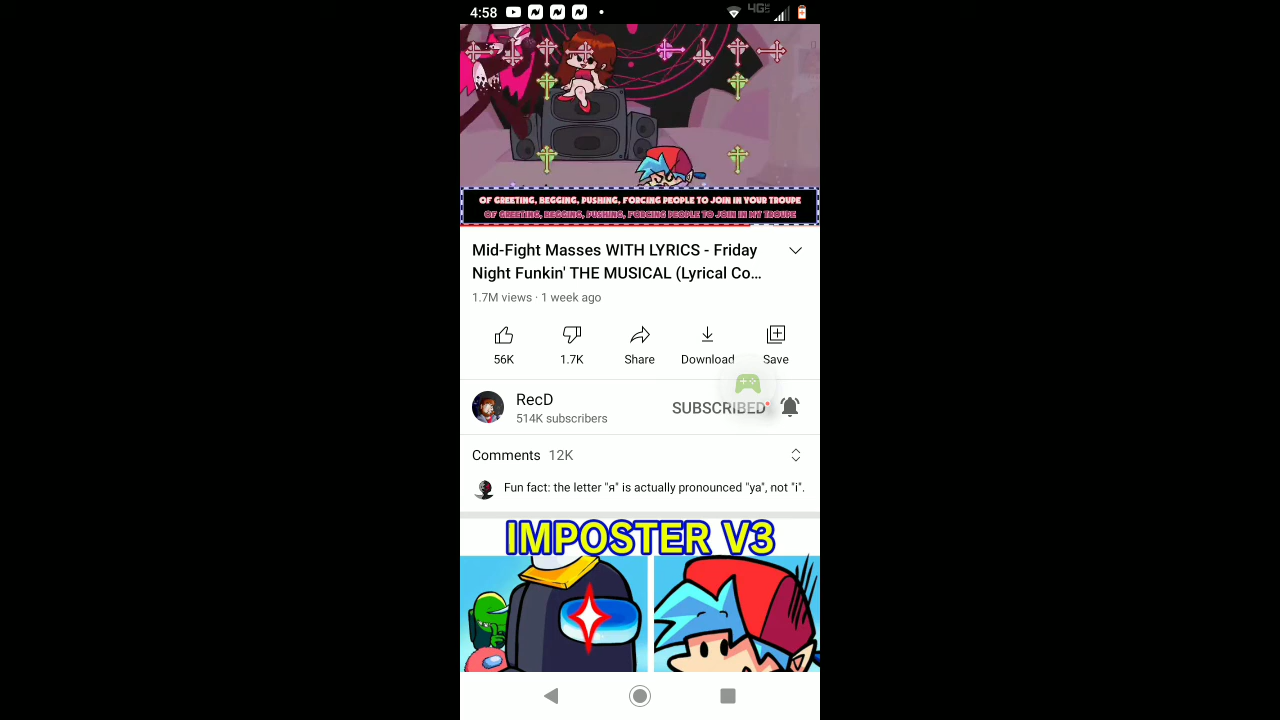 4:58
4G LTE
OF GREETING, BEGGING, PUSHING, FORCING PEOPLE TO JOIN IN YOUR TROUPE
OF GREETING, BEGGING, PUSHING, FORCING PEOPLE TO JOIN IN MY TROUPE
Mid-Fight Masses WITH LYRICS - Friday
Night Funkin' THE MUSICAL (Lyrical Co...
1.7M views · 1 week ago
56K 1.7K Share Download Save
RecD
514K subscribers
SUBSCRIBED
Comments 12K
Fun fact: the letter "я" is actually pronounced "ya", not "i".
IMPOSTER V3